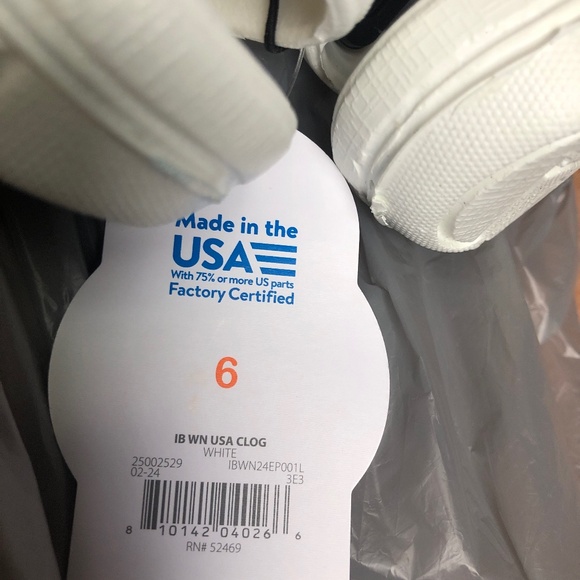 Made in the
USA
With 75% or more US parts
Factory Certified
6
IB WN USA CLOG
WHITE
25002529 IBWN24EP001L
02-24 3E3
8 10142 04026 6
RN# 52469